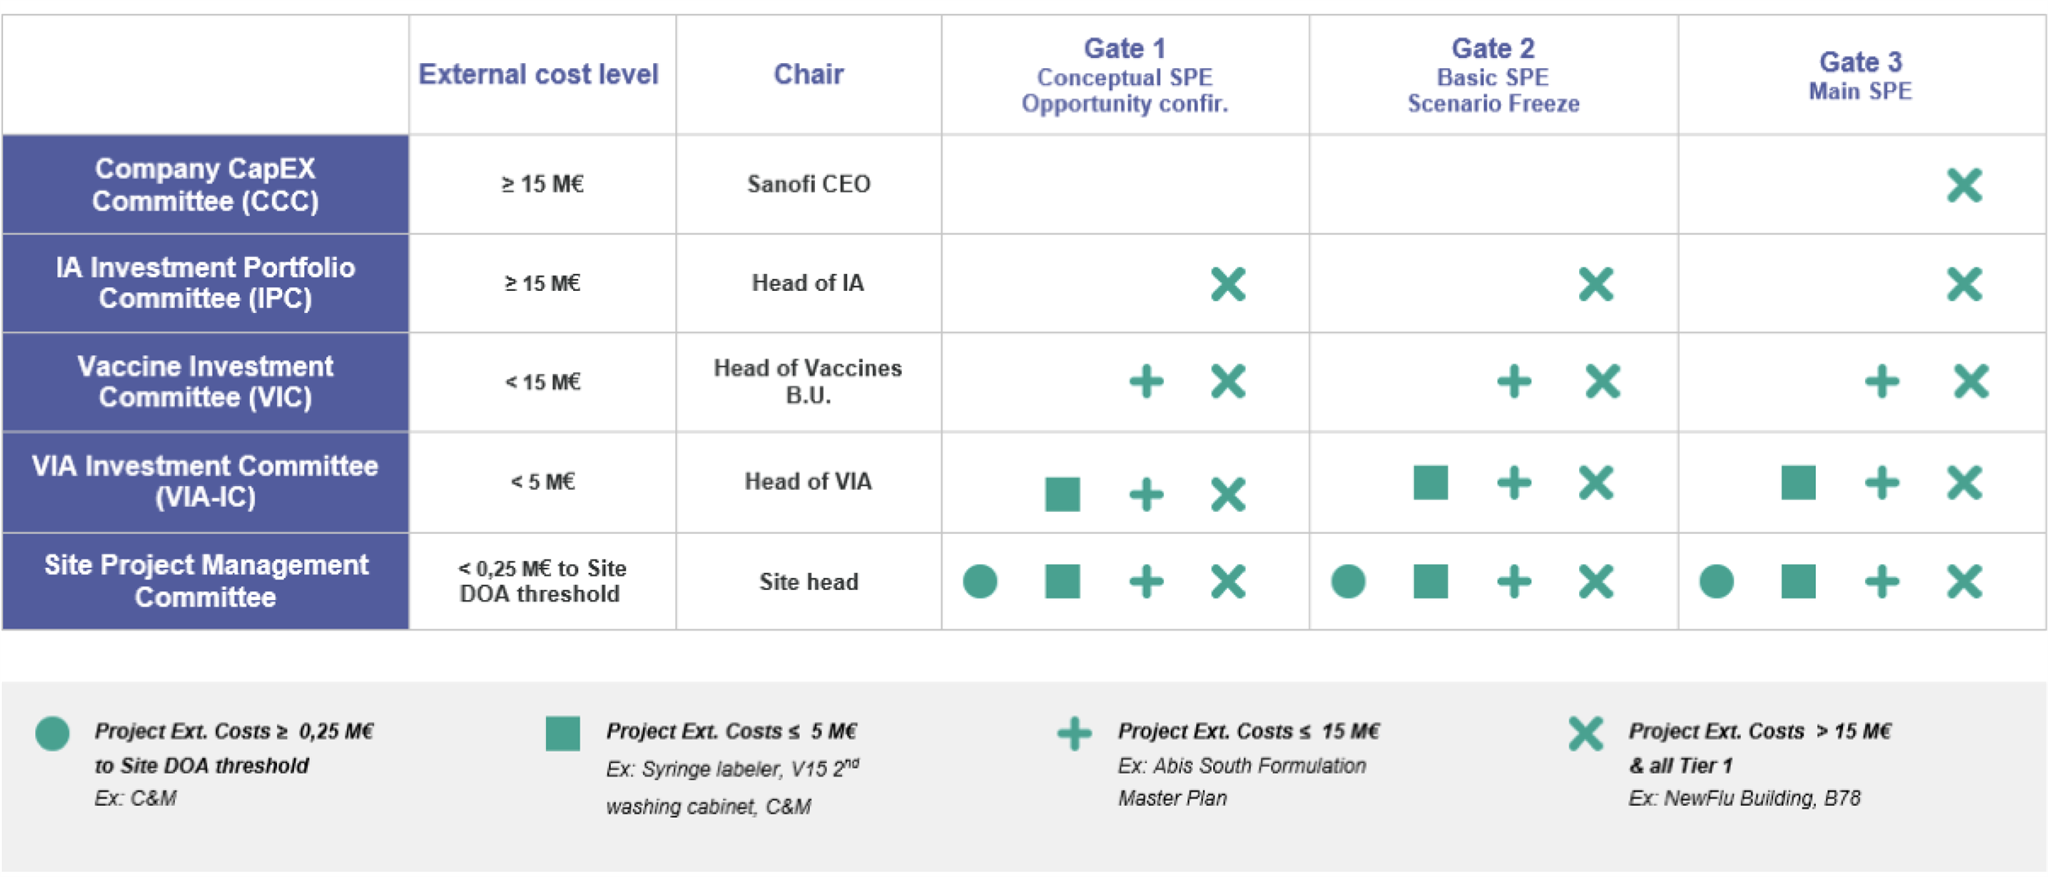 External cost level
Chair
Gate 1
Conceptual SPE
Opportunity confir.
Gate 2
Basic SPE
Scenario Freeze
Gate 3
Main SPE
Company CapEX
Committee (CCC)
≥ 15 M€
Sanofi CEO
IA Investment Portfolio
Committee (IPC)
≥ 15 M€
Head of IA
Vaccine Investment
Committee (VIC)
< 15 M€
Head of Vaccines
B.U.
VIA Investment Committee
(VIA-IC)
< 5 M€
Head of VIA
Site Project Management
Committee
< 0,25 M€ to Site
DOA threshold
Site head
Project Ext. Costs ≥ 0,25 M€
to Site DOA threshold
Ex: C&M
Project Ext. Costs ≤ 5 M€
Ex: Syringe labeler, V15 2nd
washing cabinet, C&M
Project Ext. Costs ≤ 15 M€
Ex: Abis South Formulation
Master Plan
Project Ext. Costs > 15 M€
& all Tier 1
Ex: NewFlu Building, B78